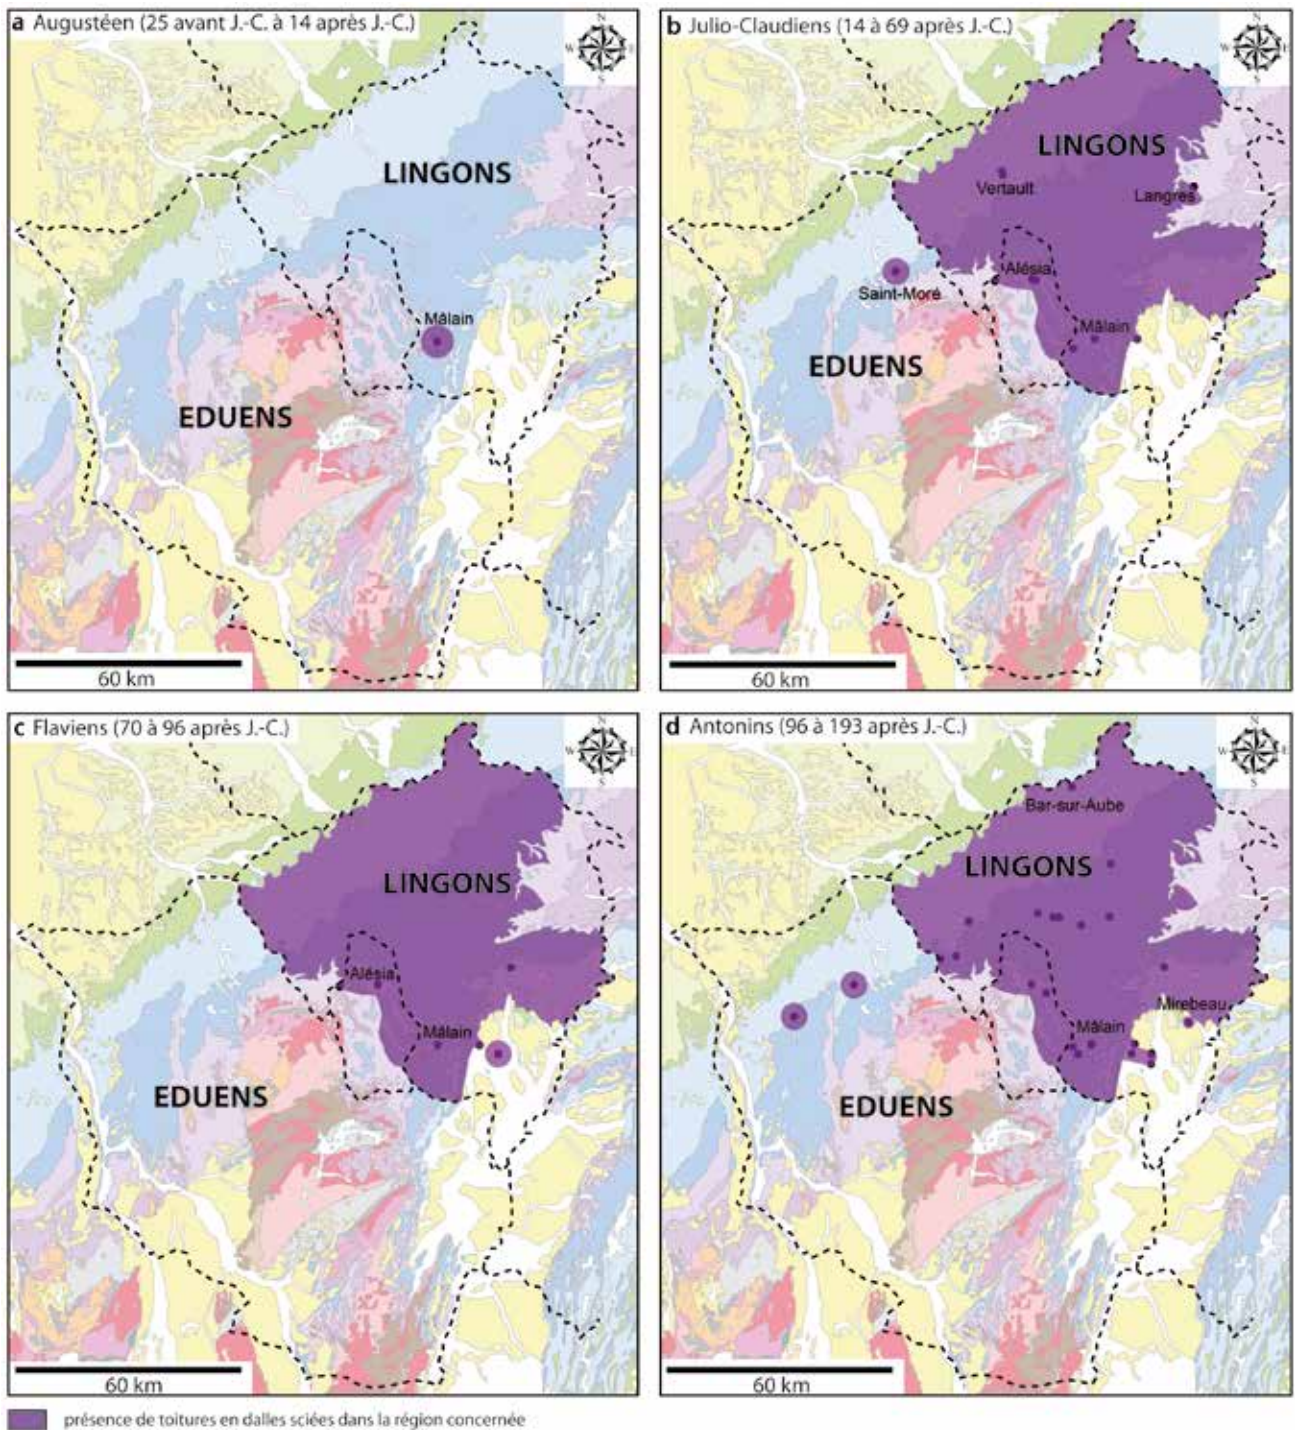 a Augustéen (25 avant J.-C. à 14 après J.-C.)
N
W E
S
LINGONS
Mâlain
EDUENS
60 km
b Julio-Claudiens (14 à 69 après J.-C.)
N
W E
S
LINGONS
Vertault
Langres
Alésia
Saint-Moré
Mâlain
EDUENS
60 km
c Flaviens (70 à 96 après J.-C.)
N
W E
S
LINGONS
Alésia
Mâlain
EDUENS
60 km
d Antonins (96 à 193 après J.-C.)
N
W E
S
Bar-sur-Aube
LINGONS
Mirebeau
Mâlain
EDUENS
60 km
présence de toitures en dalles sciées dans la région concernée